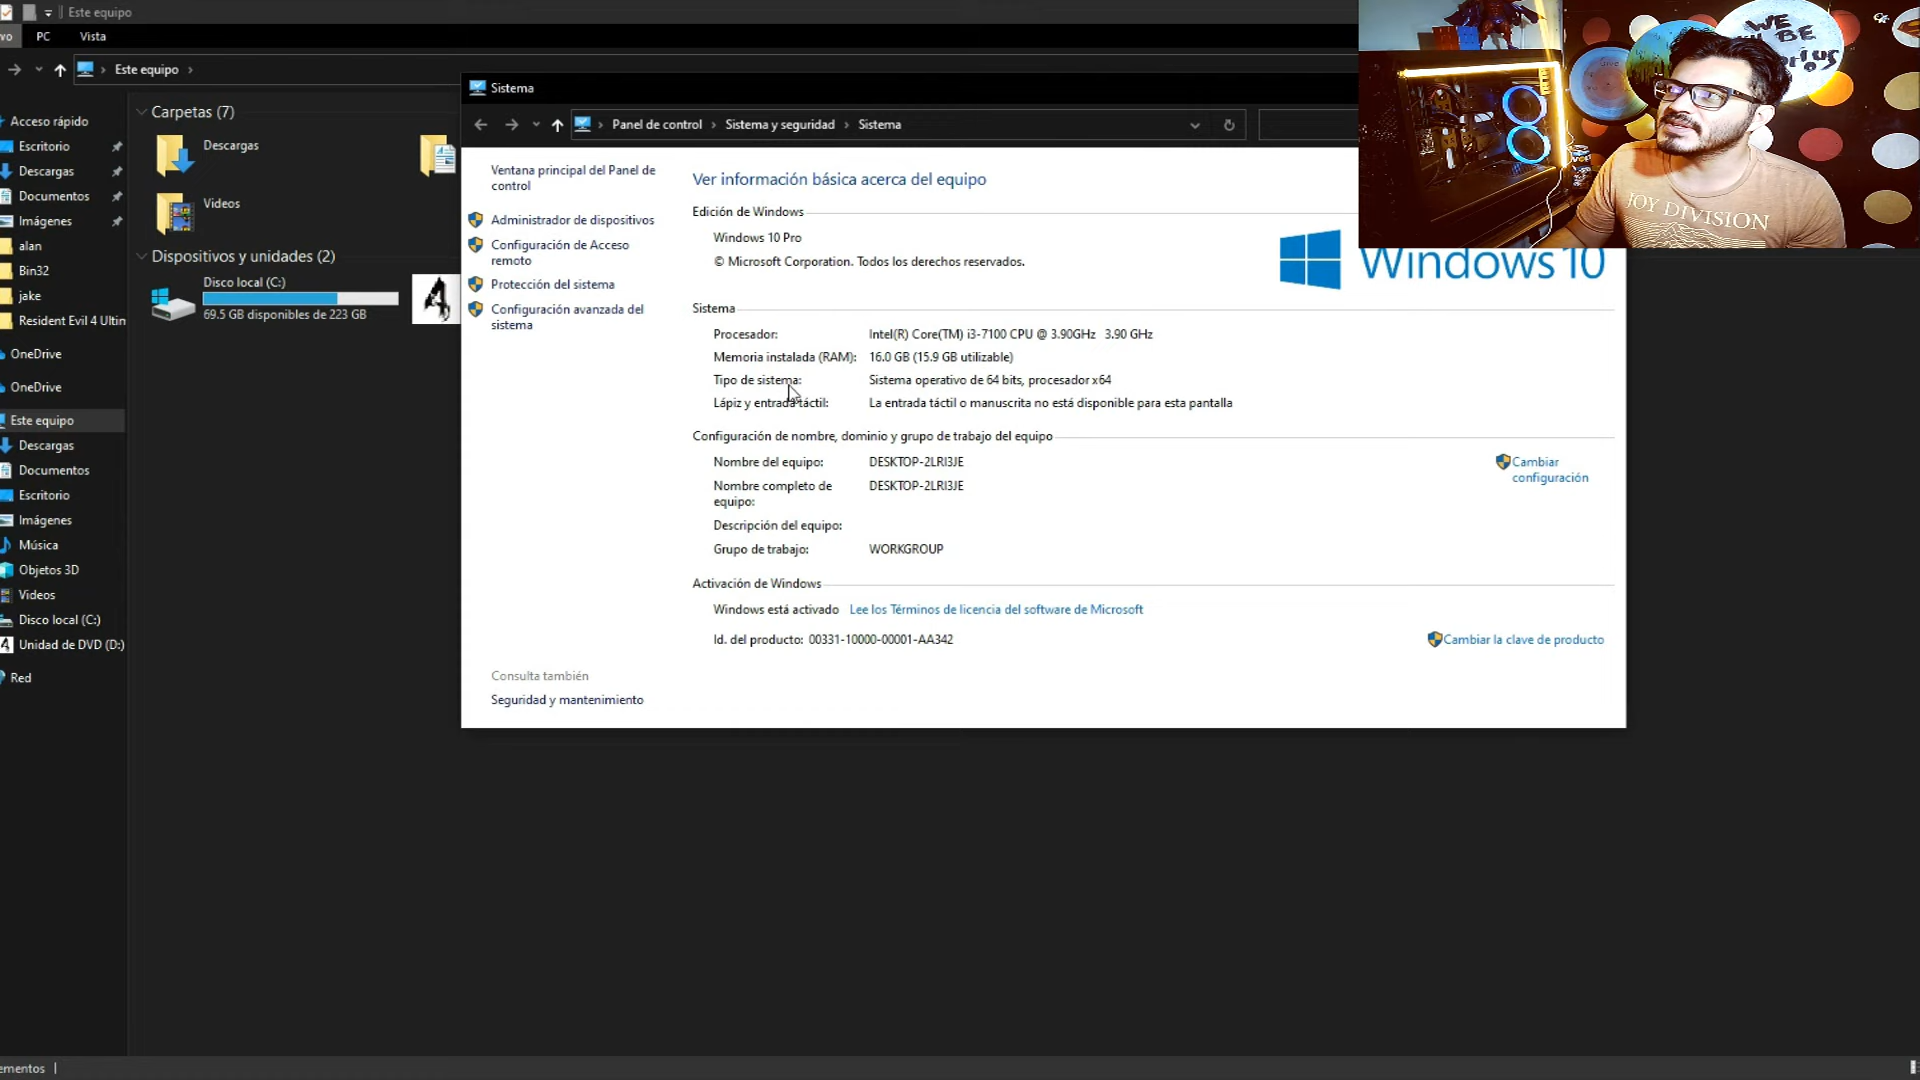 Este equipo
vo PC Vista
Este equipo
Acceso rápido
Escritorio
Descargas
Documentos
Imágenes
alan
Bin32
jake
Resident Evil 4 Ultin
OneDrive
OneDrive
Este equipo
Descargas
Documentos
Escritorio
Imágenes
Música
Objetos 3D
Videos
Disco local (C:)
Unidad de DVD (D:)
Red
ementos
Carpetas (7)
Descargas
Videos
Dispositivos y unidades (2)
Disco local (C:)
69.5 GB disponibles de 223 GB
4
Sistema
Panel de control Sistema y seguridad Sistema
Ventana principal del Panel de
control
Administrador de dispositivos
Configuración de Acceso
remoto
Protección del sistema
Configuración avanzada del
sistema
Consulta también
Seguridad y mantenimiento
Ver información básica acerca del equipo
Edición de Windows
Windows 10 Pro
© Microsoft Corporation. Todos los derechos reservados.
Windows 10
Sistema
Procesador: Intel(R) Core(TM) i3-7100 CPU @ 3.90GHz 3.90 GHz
Memoria instalada (RAM): 16.0 GB (15.9 GB utilizable)
Tipo de sistema: Sistema operativo de 64 bits, procesador x64
Lápiz y entrada táctil: La entrada táctil o manuscrita no está disponible para esta pantalla
Configuración de nombre, dominio y grupo de trabajo del equipo
Nombre del equipo: DESKTOP-2LRI3JE
Cambiar
configuración
Nombre completo de
equipo: DESKTOP-2LRI3JE
Descripción del equipo:
Grupo de trabajo: WORKGROUP
Activación de Windows
Windows está activado Lee los Términos de licencia del software de Microsoft
Id. del producto: 00331-10000-00001-AA342
Cambiar la clave de producto
WE
BE
JOY DIVISION